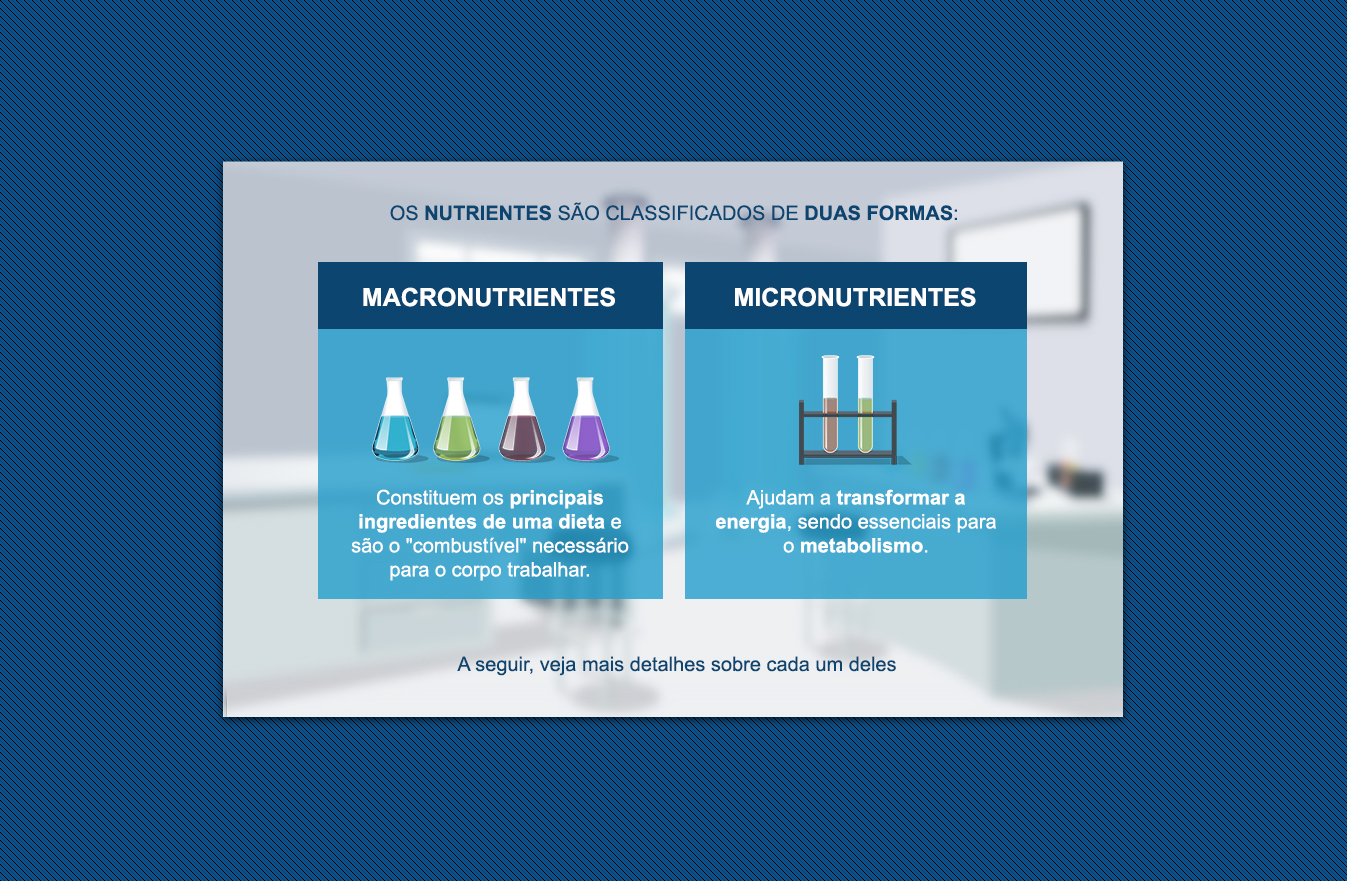 OS NUTRIENTES SÃO CLASSIFICADOS DE DUAS FORMAS:
MACRONUTRIENTES
Constituem os principais
ingredientes de uma dieta e
são o "combustível" necessário
para o corpo trabalhar.
MICRONUTRIENTES
Ajudam a transformar a
energia, sendo essenciais para
o metabolismo.
A seguir, veja mais detalhes sobre cada um deles